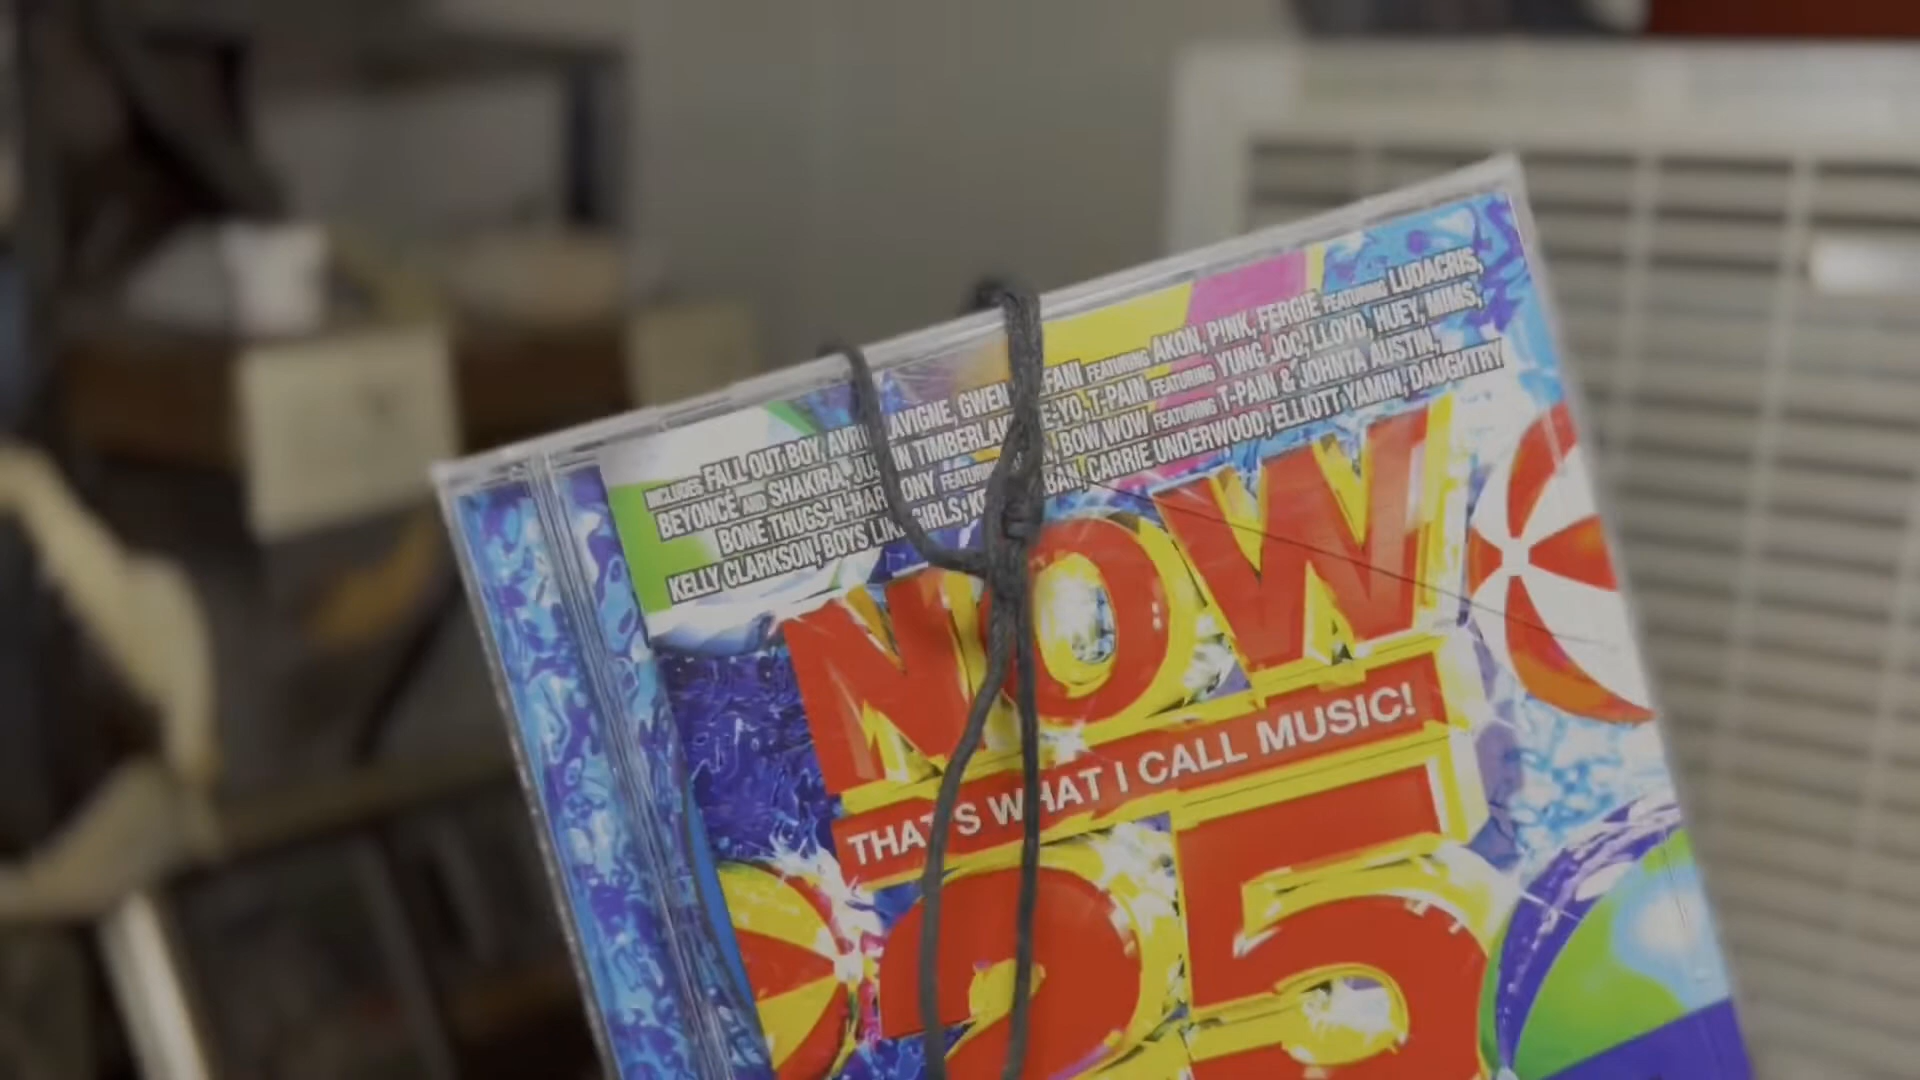 INCLUDES FALL OUT BOY, AVRIL LAVIGNE, GWEN STEFANI FEATURING AKON, PINK, FERGIE FEATURING LUDACRIS,
BEYONCÉ AND SHAKIRA, JUSTIN TIMBERLAKE, NE-YO, T-PAIN FEATURING YUNG JOC, LLOYD, HUEY, MIMS,
BONE THUGS-N-HARMONY FEATURING AKON, BOW WOW FEATURING T-PAIN & JOHNTA AUSTIN,
KELLY CLARKSON, BOYS LIKE GIRLS, KEITH URBAN, CARRIE UNDERWOOD, ELLIOTT YAMIN, DAUGHTRY
NOW
THAT'S WHAT I CALL MUSIC!
25